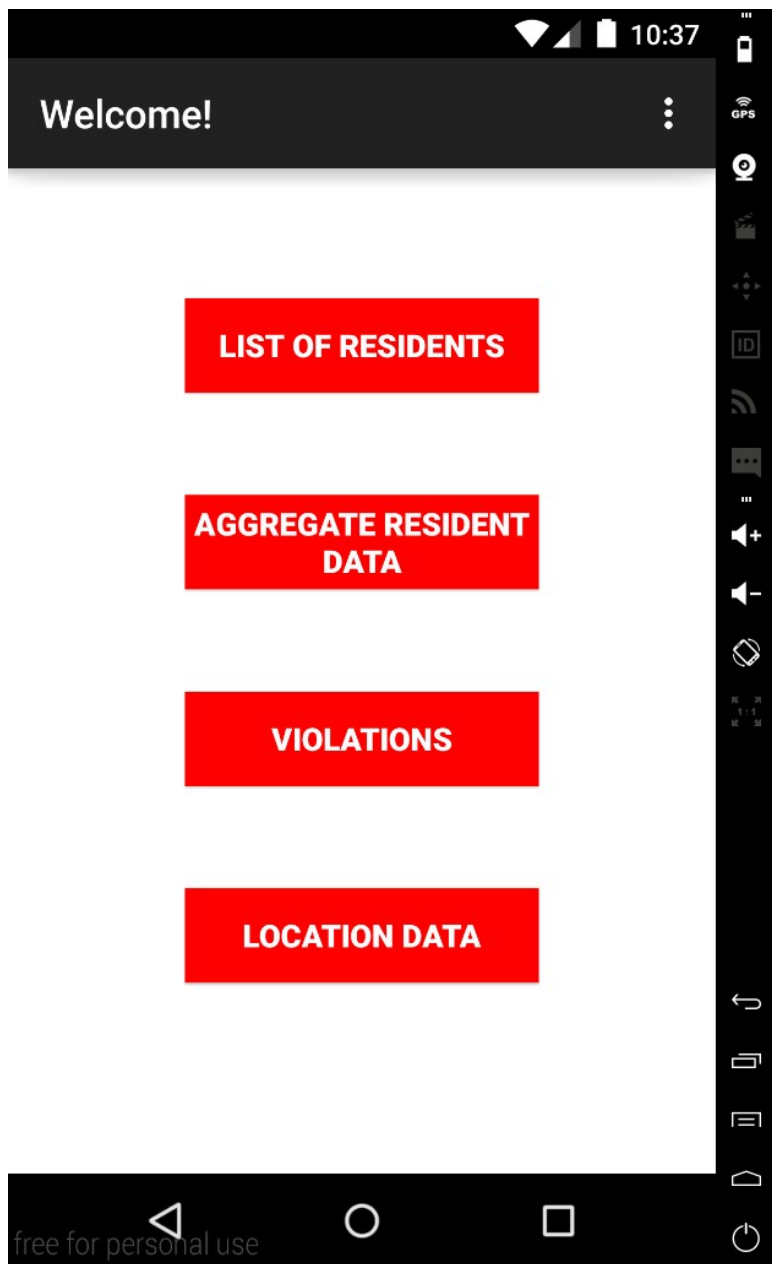 10:37
Welcome!
GPS
ID
LIST OF RESIDENTS
AGGREGATE RESIDENT
DATA
VIOLATIONS
1:1
LOCATION DATA
free for personal use